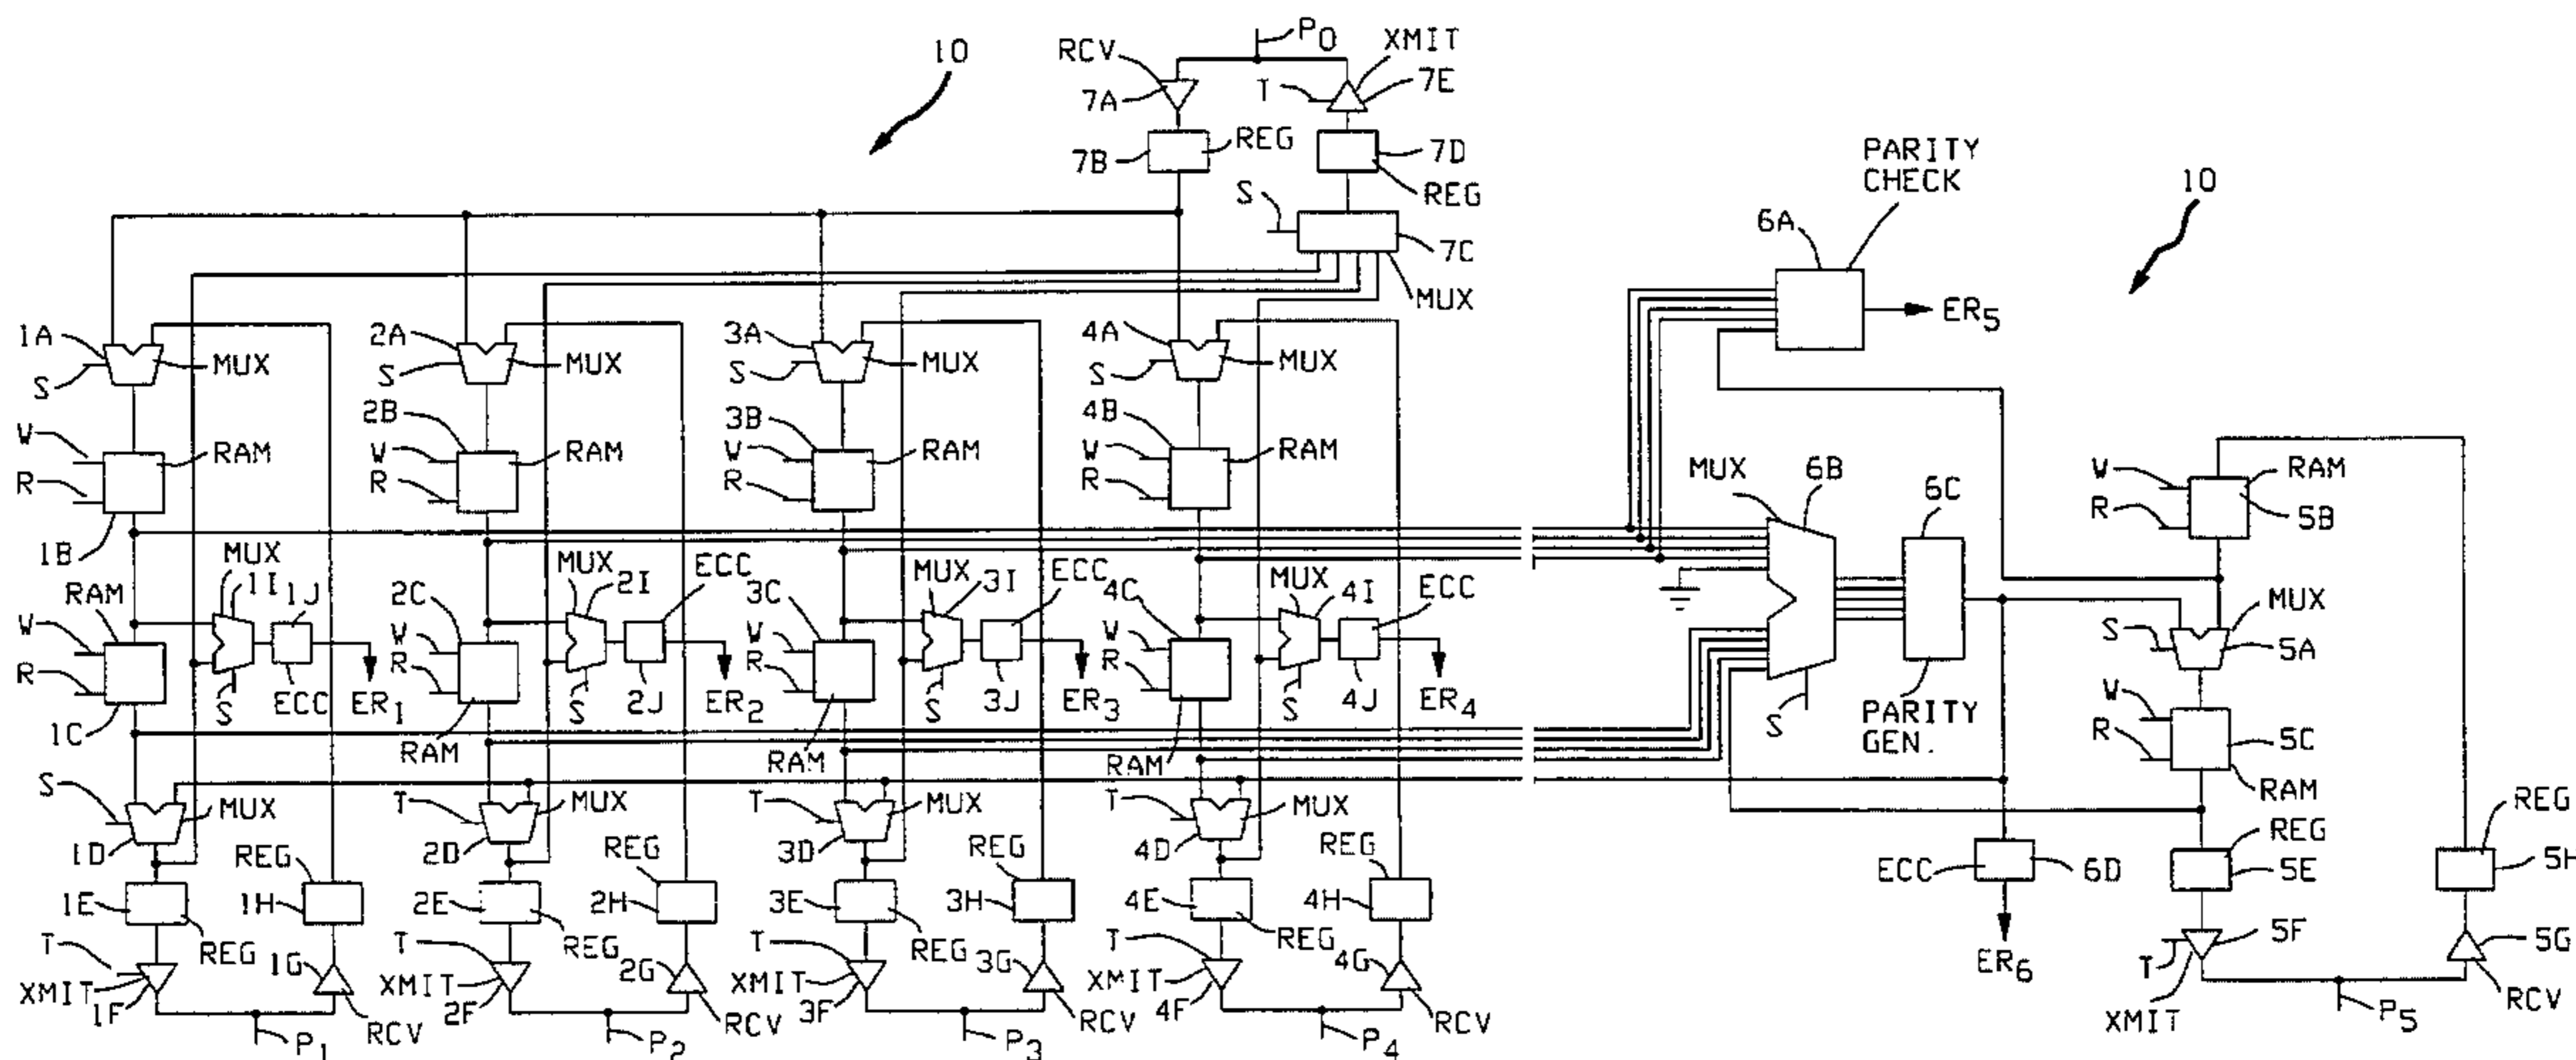 10
RCV
P0
XMIT
7A
T
7E
7B
REG
7D
REG
S
7C
MUX
PARITY
CHECK
6A
10
ER5
1A
S
MUX
2A
S
MUX
3A
S
MUX
4A
S
MUX
W
R
RAM
1B
2B
W
R
RAM
3B
W
R
RAM
4B
W
R
RAM
MUX
6B
6C
W
R
RAM
5B
RAM
MUX
1I
1J
W
R
1C
S
ECC
ER1
2C
MUX
2I
ECC
W
R
RAM
S
2J
ER2
3C
MUX
3I
ECC
W
R
RAM
S
3J
ER3
4C
MUX
4I
ECC
W
R
RAM
S
4J
ER4
S
PARITY
GEN.
MUX
S
5A
W
R
5C
RAM
S
MUX
1D
T
MUX
2D
T
MUX
3D
T
MUX
4D
REG
1E
1H
REG
REG
2E
2H
REG
REG
3E
3H
REG
REG
4E
4H
REG
ECC
6D
REG
5E
REG
5H
T
XMIT
1F
1G
RCV
T
XMIT
2F
2G
RCV
T
XMIT
3F
3G
RCV
T
XMIT
4F
4G
RCV
ER6
T
5F
XMIT
5G
RCV
P1
P2
P3
P4
P5